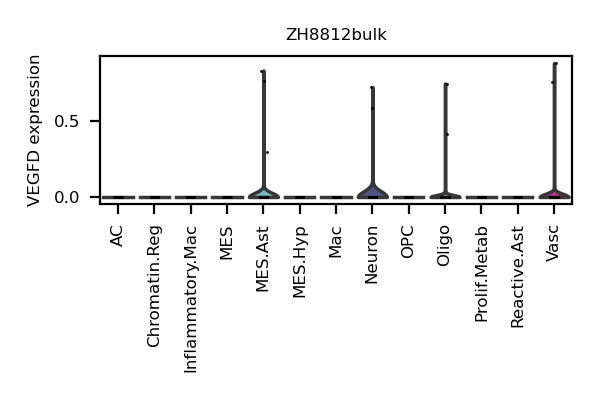 ZH8812bulk
VEGFD expression
0.5
0.0
AC
Chromatin.Reg
Inflammatory.Mac
MES
MES.Ast
MES.Hyp
Mac
Neuron
OPC
Oligo
Prolif.Metab
Reactive.Ast
Vasc